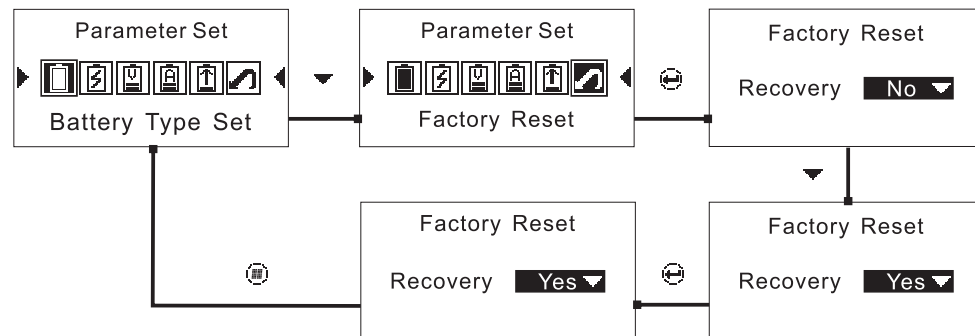 Parameter Set
Battery Type Set
Parameter Set
Factory Reset
Factory Reset
Recovery No
Factory Reset
Recovery Yes
Factory Reset
Recovery Yes